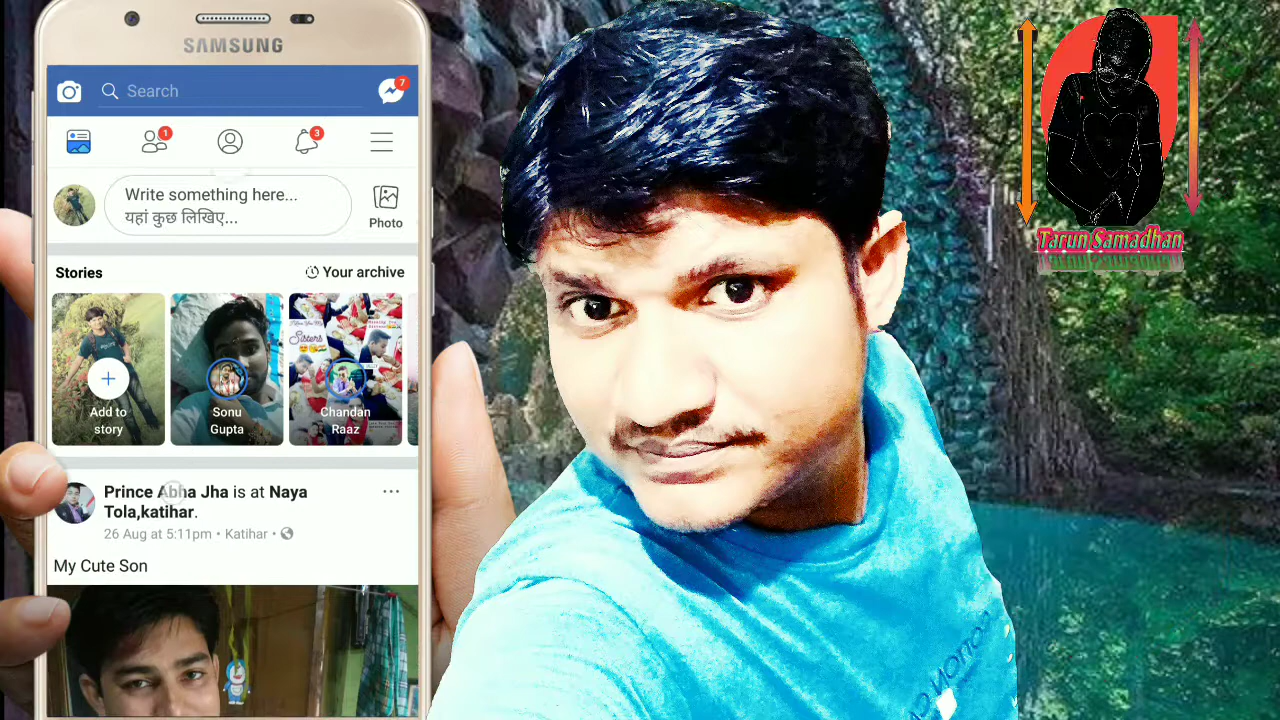 SAMSUNG
Search
7
1
3
Write something here...
यहां कुछ लिखिए...
Photo
Stories
Your archive
Add to
story
Sonu
Gupta
Chandan
Raaz
Sisters
Prince Abha Jha is at Naya
Tola,katihar.
26 Aug at 5:11pm • Katihar •
My Cute Son
Tarun Samadhan